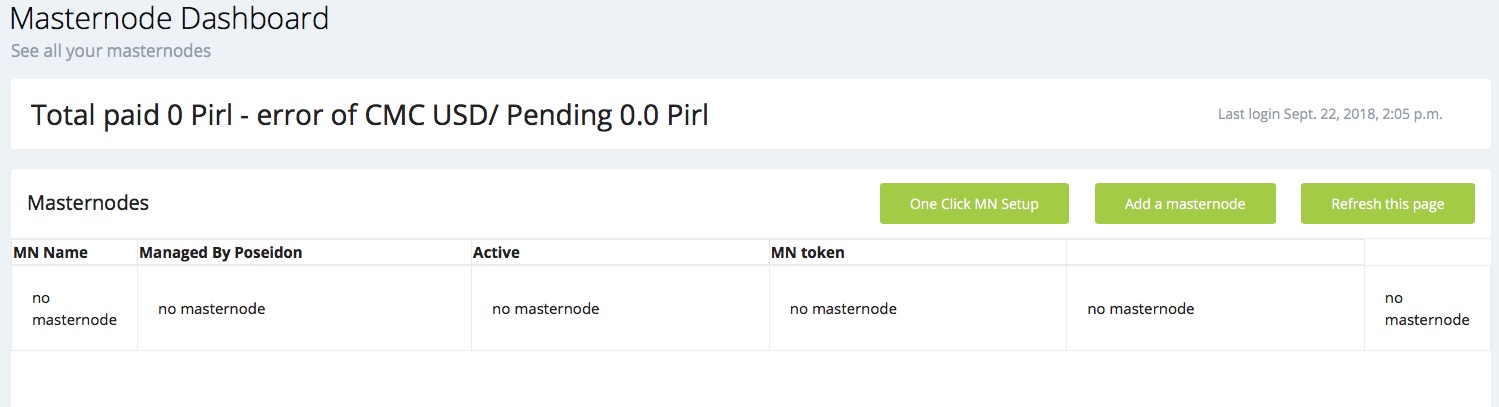 Masternode Dashboard
See all your masternodes
Total paid 0 Pirl - error of CMC USD/ Pending 0.0 Pirl
Last login Sept. 22, 2018, 2:05 p.m.
Masternodes
One Click MN Setup
Add a masternode
Refresh this page
MN Name Managed By Poseidon Active MN token
no
masternode
no masternode
no masternode
no masternode
no masternode
no
masternode